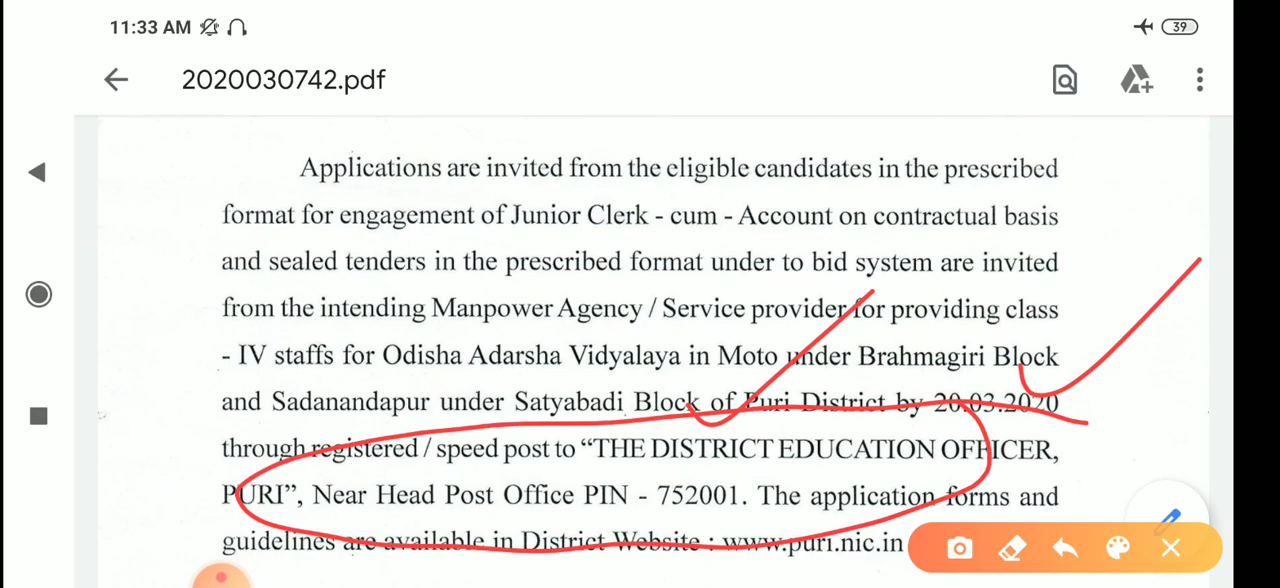 11:33 AM
39
2020030742.pdf
Applications are invited from the eligible candidates in the prescribed
format for engagement of Junior Clerk - cum - Account on contractual basis
and sealed tenders in the prescribed format under to bid system are invited
from the intending Manpower Agency / Service provider for providing class
- IV staffs for Odisha Adarsha Vidyalaya in Moto under Brahmagiri Block
and Sadanandapur under Satyabadi Block of Puri District by 20.03.2020
through registered / speed post to “THE DISTRICT EDUCATION OFFICER,
PURI”, Near Head Post Office PIN - 752001. The application forms and
guidelines are available in District Website : www.puri.nic.in